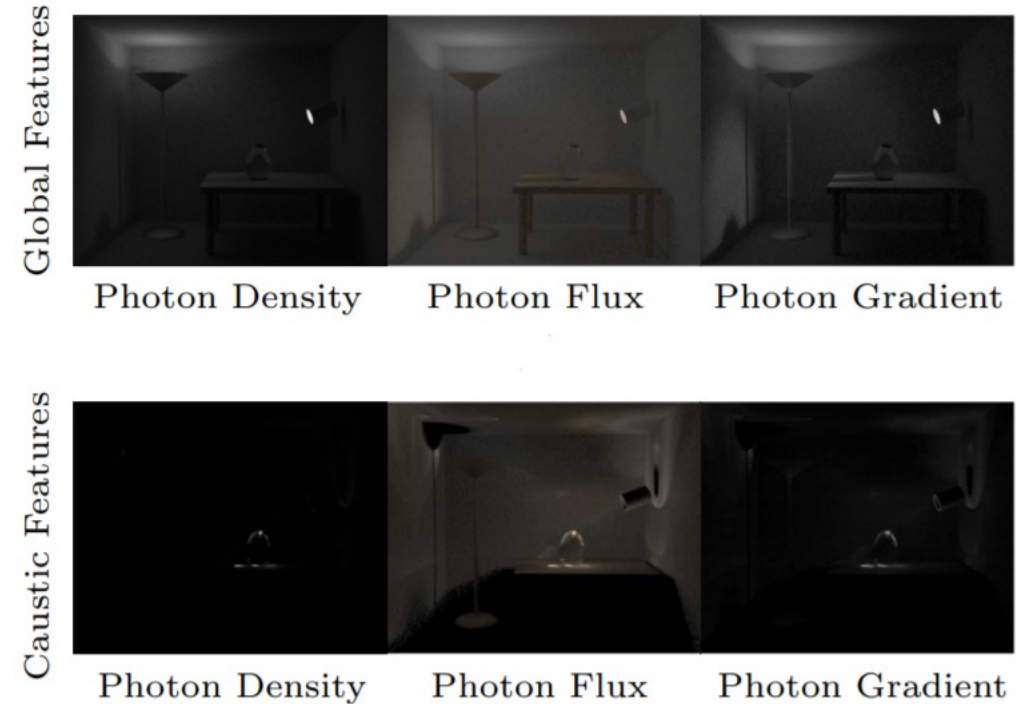 Global Features
Photon Density
Photon Flux
Photon Gradient
Caustic Features
Photon Density
Photon Flux
Photon Gradient